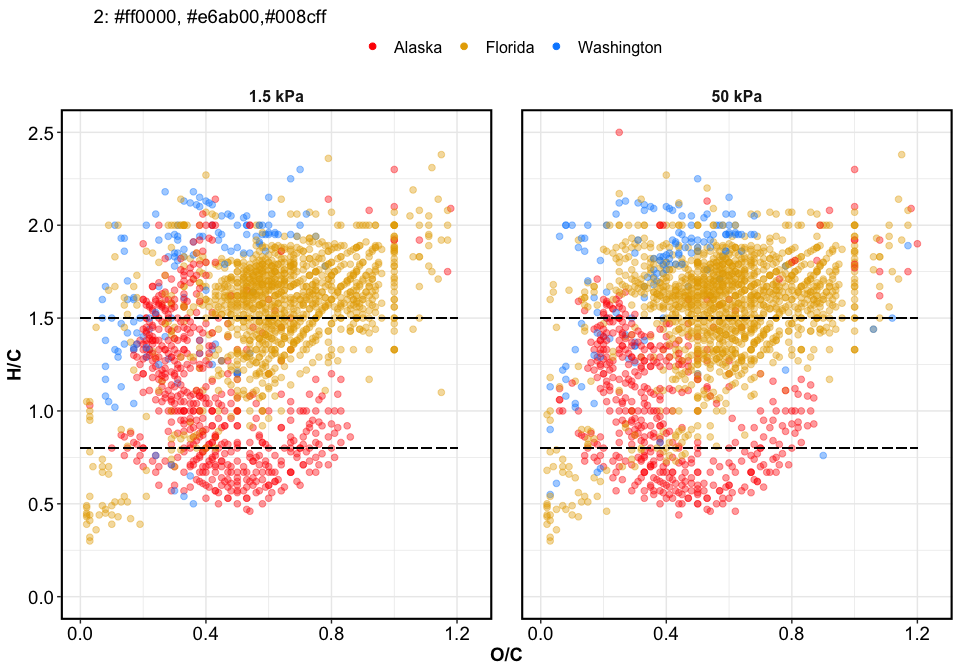 2: #ff0000, #e6ab00,#008cff
Alaska Florida Washington
1.5 kPa 50 kPa
2.5
2.0
1.5
1.0
0.5
0.0
H/C
0.0 0.4 0.8 1.2 0.0 0.4 0.8 1.2
O/C